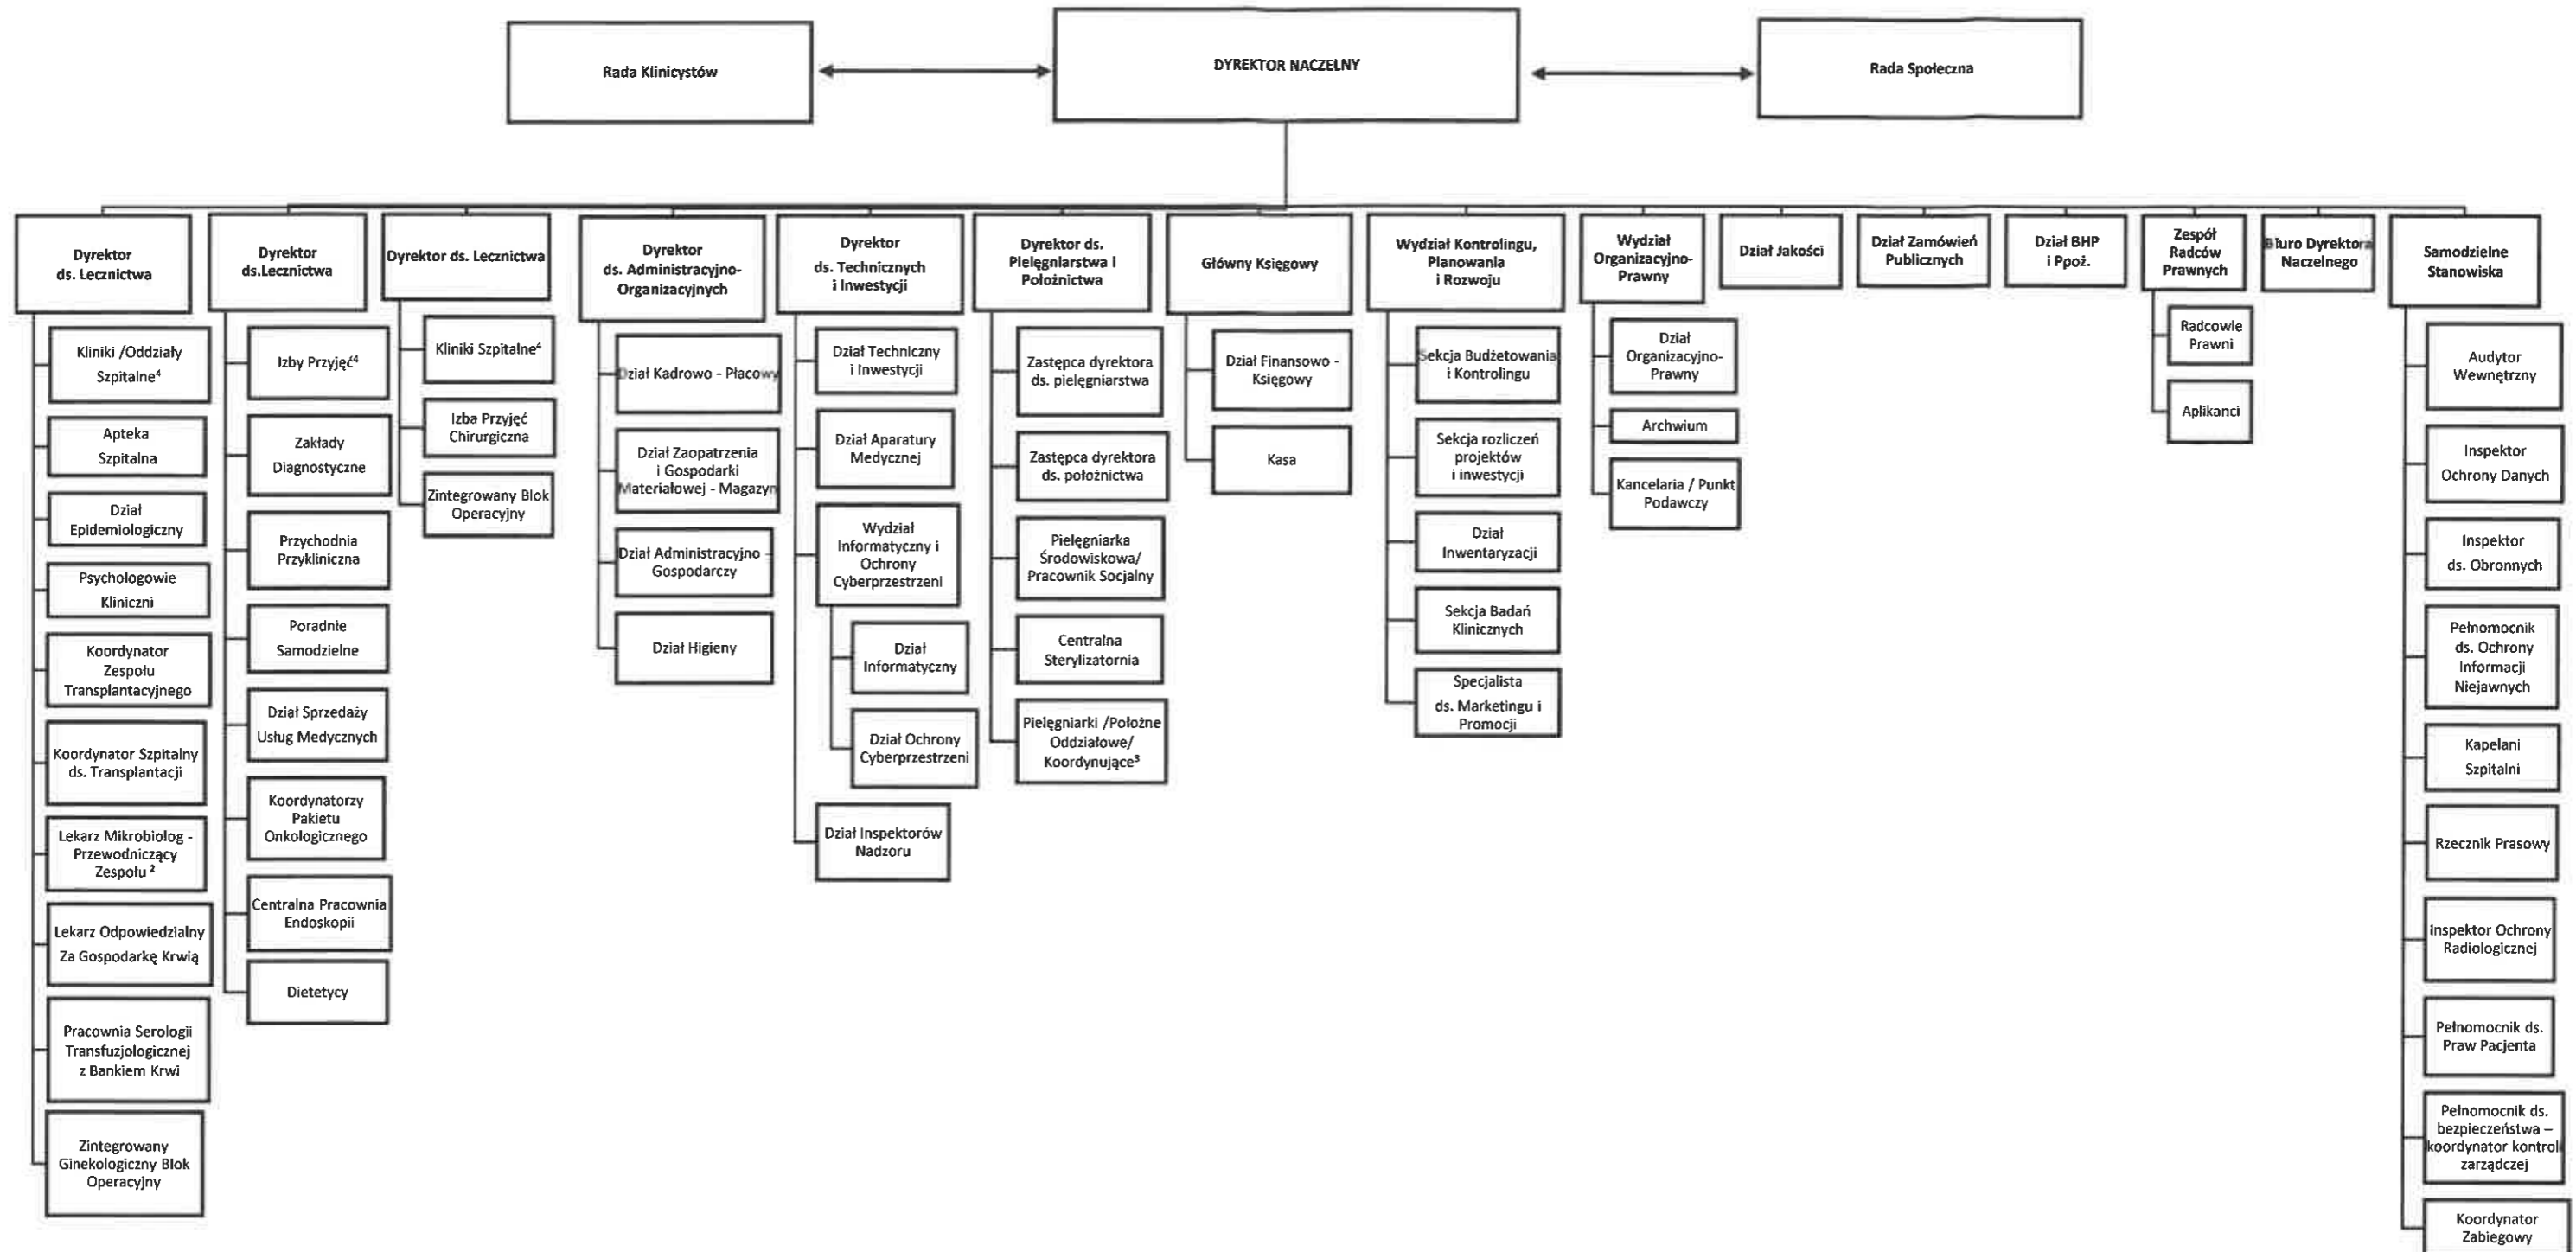 Rada Klinicystów
DYREKTOR NACZELNY
Rada Społeczna
Dyrektor
ds. Lecznictwa
Kliniki /Oddziały
Szpitalne⁴
Apteka
Szpitalna
Dział
Epidemiologiczny
Psychologowie
Kliniczni
Koordynator
Zespołu
Transplantacyjnego
Koordynator Szpitalny
ds. Transplantacji
Lekarz Mikrobiolog -
Przewodniczący
Zespołu ²
Lekarz Odpowiedzialny
Za Gospodarkę Krwią
Pracownia Serologii
Transfuzjologicznej
z Bankiem Krwi
Zintegrowany
Ginekologiczny Blok
Operacyjny
Dyrektor
ds.Lecznictwa
Izby Przyjęć⁴
Zakłady
Diagnostyczne
Przychodnia
Przykliniczna
Poradnie
Samodzielne
Dział Sprzedaży
Usług Medycznych
Koordynatorzy
Pakietu
Onkologicznego
Centralna Pracownia
Endoskopii
Dietetycy
Dyrektor ds. Lecznictwa
Kliniki Szpitalne⁴
Izba Przyjęć
Chirurgiczna
Zintegrowany Blok
Operacyjny
Dyrektor
ds. Administracyjno-
Organizacyjnych
Dział Kadrowo - Płacowy
Dział Zaopatrzenia
i Gospodarki
Materiałowej - Magazyn
Dział Administracyjno -
Gospodarczy
Dział Higieny
Dyrektor
ds. Technicznych
i Inwestycji
Dział Techniczny
i Inwestycji
Dział Aparatury
Medycznej
Wydział
Informatyczny i
Ochrony
Cyberprzestrzeni
Dział
Informatyczny
Dział Ochrony
Cyberprzestrzeni
Dział Inspektorów
Nadzoru
Dyrektor ds.
Pielęgniarstwa i
Położnictwa
Zastępca dyrektora
ds. pielęgniarstwa
Zastępca dyrektora
ds. położnictwa
Pielęgniarka
Środowiskowa/
Pracownik Socjalny
Centralna
Sterylizatornia
Pielęgniarki /Położne
Oddziałowe/
Koordynujące³
Główny Księgowy
Dział Finansowo -
Księgowy
Kasa
Wydział Kontrolingu,
Planowania
i Rozwoju
Sekcja Budżetowania
i Kontrolingu
Sekcja rozliczeń
projektów
i inwestycji
Dział
Inwentaryzacji
Sekcja Badań
Klinicznych
Specjalista
ds. Marketingu i
Promocji
Wydział
Organizacyjno-
Prawny
Dział
Organizacyjno-
Prawny
Archwium
Kancelaria / Punkt
Podawczy
Dział Jakości
Dział Zamówień
Publicznych
Dział BHP
i Ppoż.
Zespół
Radców
Prawnych
Radcowie
Prawni
Aplikanci
Biuro Dyrektora
Naczelnego
Samodzielne
Stanowiska
Audytor
Wewnętrzny
Inspektor
Ochrony Danych
Inspektor
ds. Obronnych
Pełnomocnik
ds. Ochrony
Informacji
Niejawnych
Kapelani
Szpitalni
Rzecznik Prasowy
Inspektor Ochrony
Radiologicznej
Pełnomocnik ds.
Praw Pacjenta
Pełnomocnik ds.
bezpieczeństwa –
koordynator kontroli
zarządczej
Koordynator
Zabiegowy